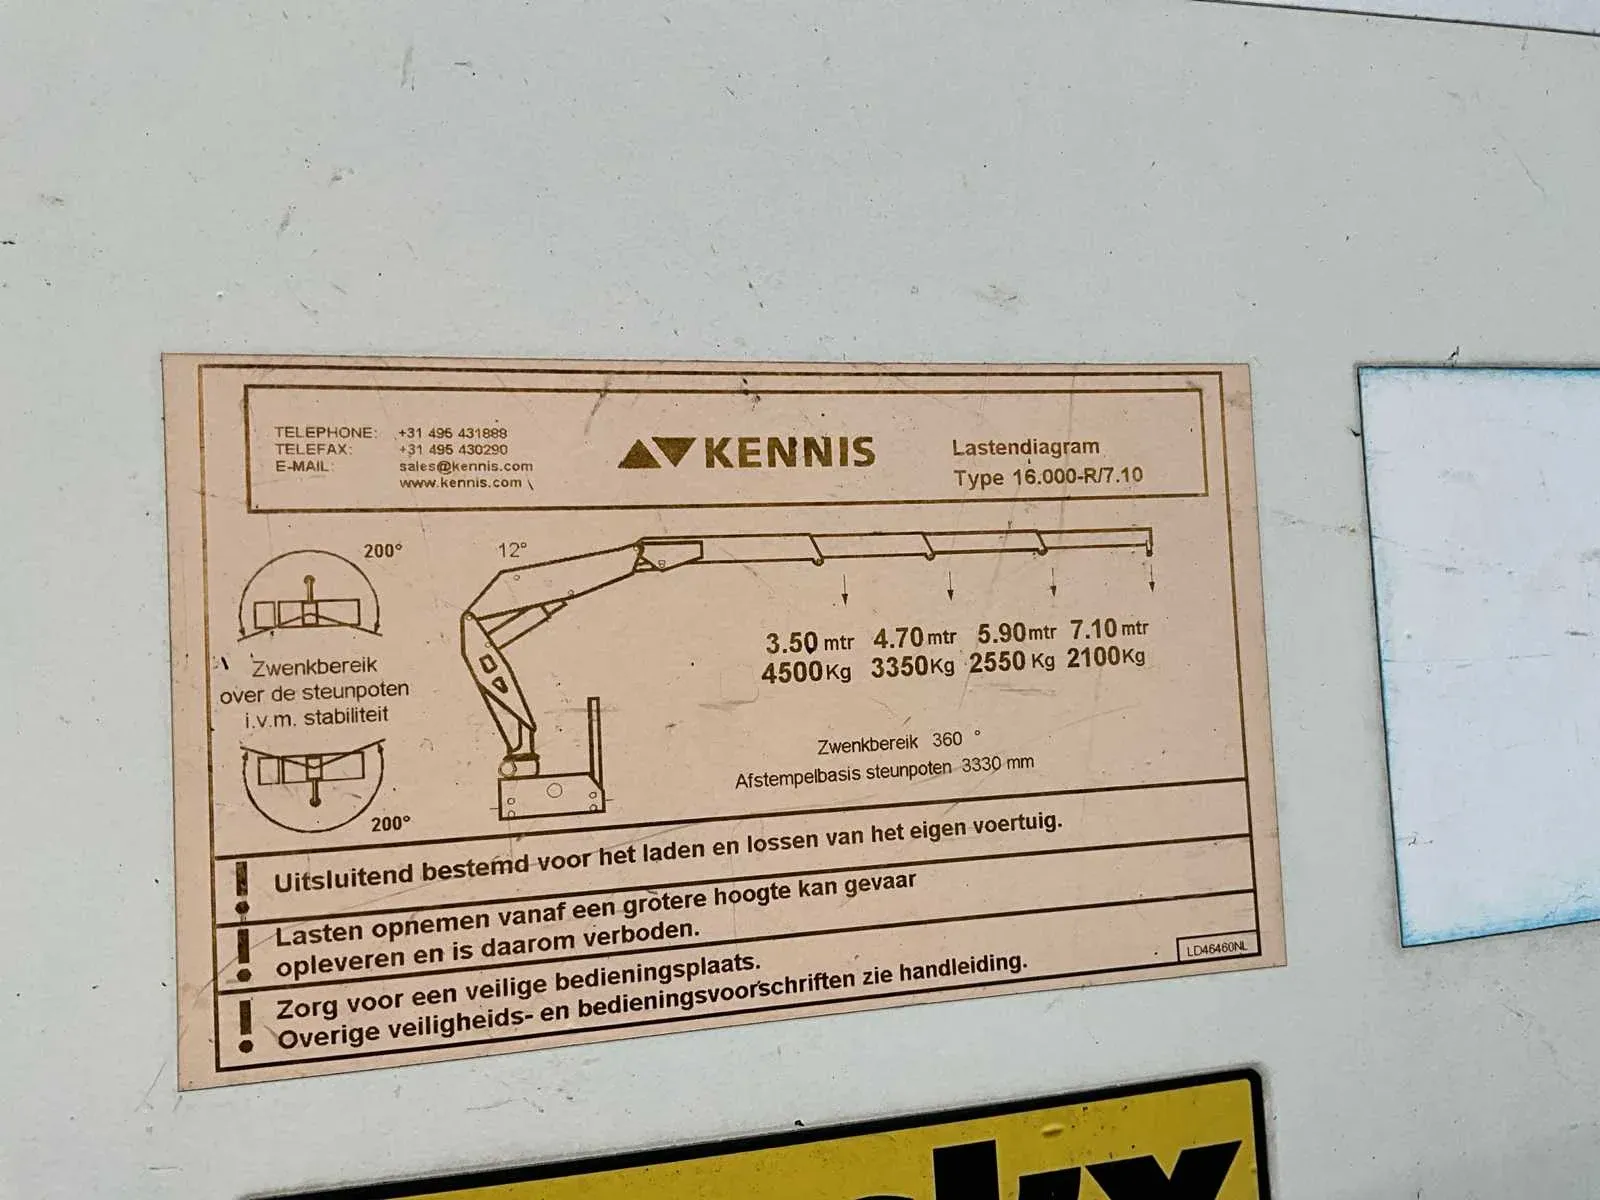 TELEPHONE: +31 495 431888
TELEFAX: +31 495 430290
E-MAIL: sales@kennis.com
www.kennis.com
KENNIS
Lastendiagram
Type 16.000-R/7.10
200°
12°
3.50 mtr 4.70 mtr 5.90 mtr 7.10 mtr
4500 Kg 3350 Kg 2550 Kg 2100 Kg
Zwenkbereik
over de steunpoten
i.v.m. stabiliteit
200°
Zwenkbereik 360 °
Afstempelbasis steunpoten 3330 mm
! Uitsluitend bestemd voor het laden en lossen van het eigen voertuig.
! Lasten opnemen vanaf een grotere hoogte kan gevaar
opleveren en is daarom verboden.
! Zorg voor een veilige bedieningsplaats.
Overige veiligheids- en bedieningsvoorschriften zie handleiding.
LD46460NL